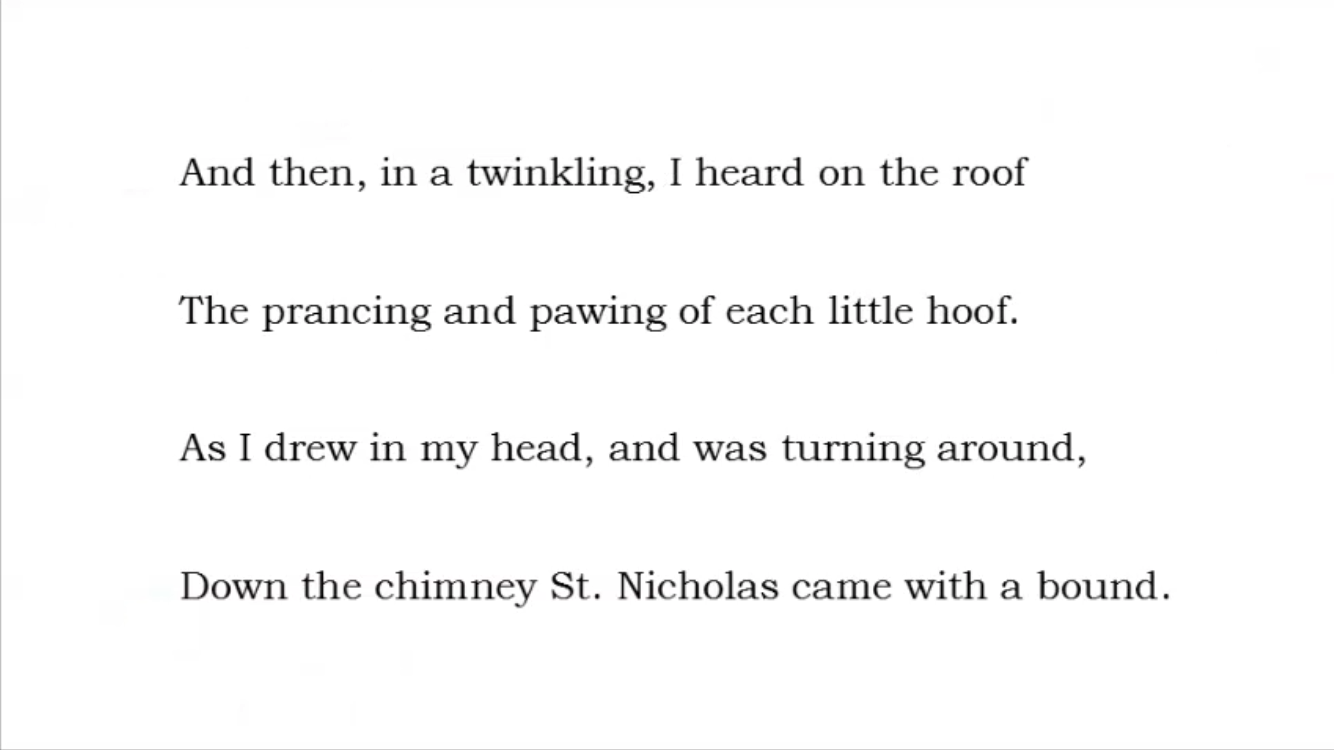 And then, in a twinkling, I heard on the roof
The prancing and pawing of each little hoof.
As I drew in my head, and was turning around,
Down the chimney St. Nicholas came with a bound.